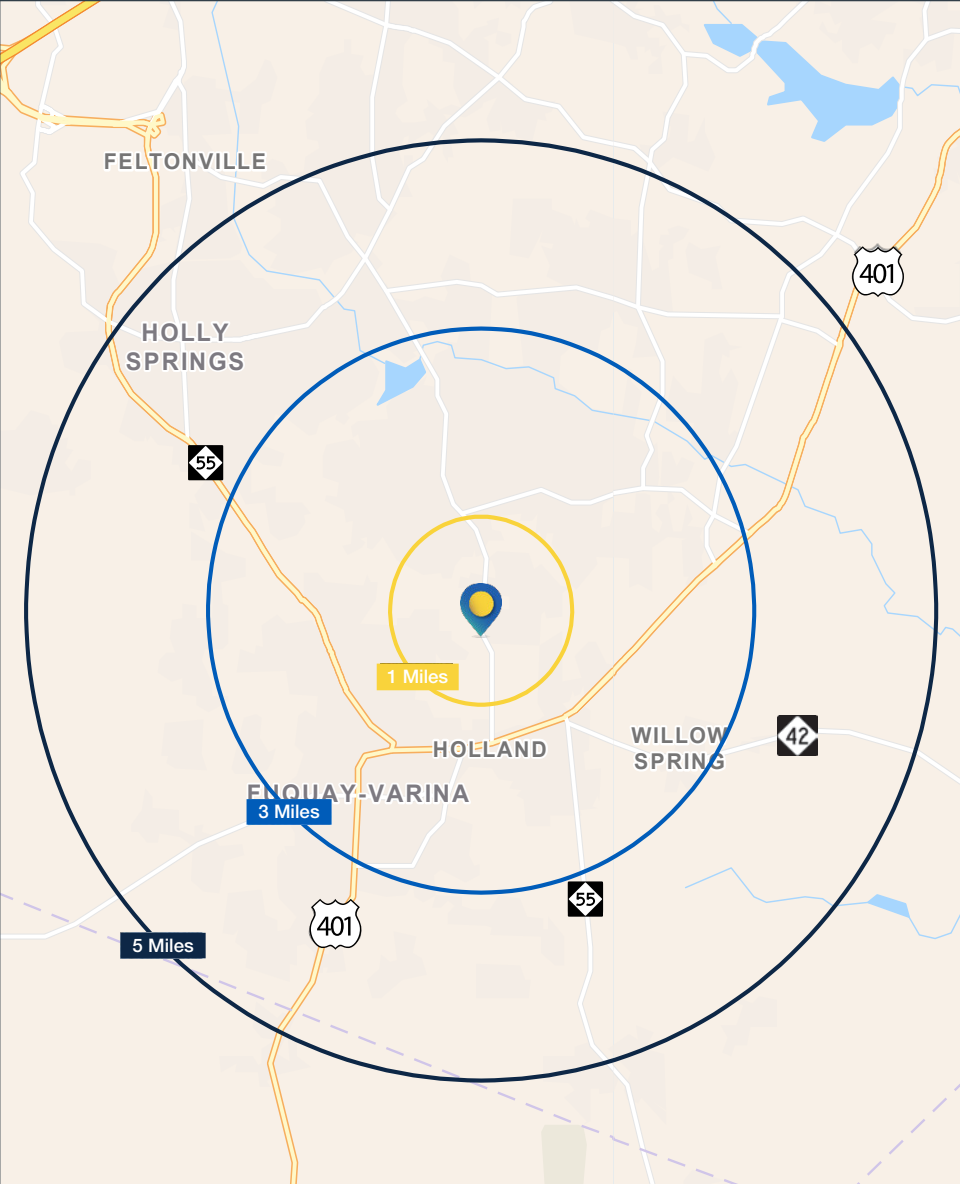 FELTONVILLE
401
HOLLY
SPRINGS
55
1 Miles
WILLOW
SPRING
42
HOLLAND
FUQUAY-VARINA
3 Miles
55
401
5 Miles